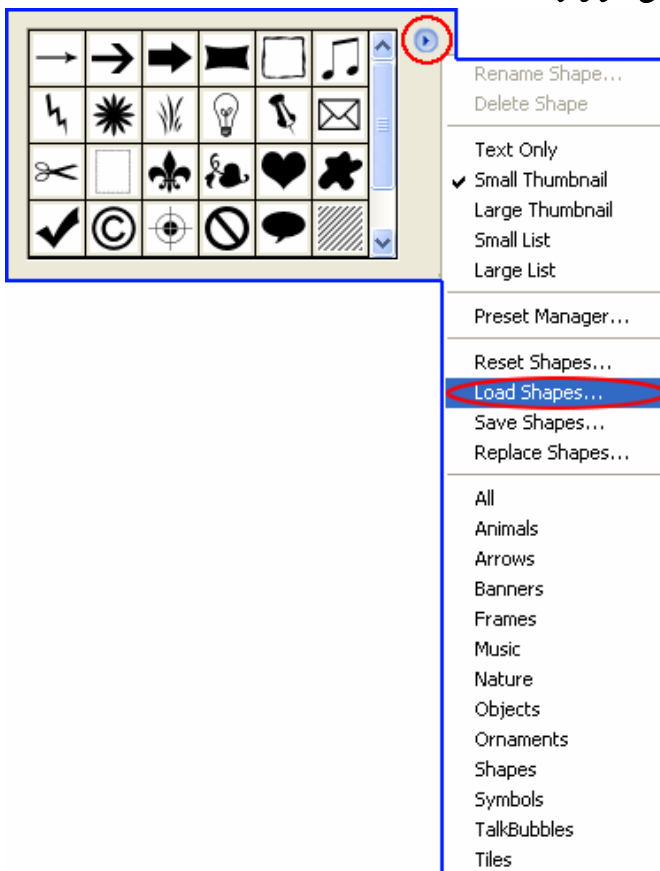 Rename Shape...
Delete Shape
Text Only
Small Thumbnail
Large Thumbnail
Small List
Large List
Preset Manager...
Reset Shapes...
Load Shapes...
Save Shapes...
Replace Shapes...
All
Animals
Arrows
Banners
Frames
Music
Nature
Objects
Ornaments
Shapes
Symbols
TalkBubbles
Tiles